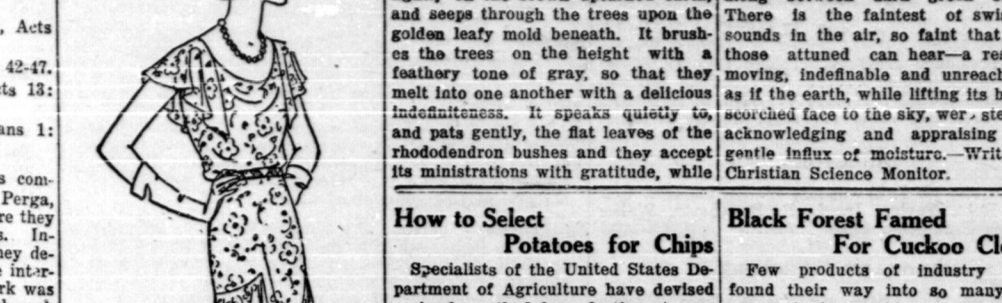 , Acts
42-47.
cts 13:
ans 1:
s com-
Perga,
re they
s. In-
hey de-
e inter-
rk was
and seeps through the trees upon the
golden leafy mold beneath. It brush-
es the trees on the height with a
feathery tone of gray, so that they
melt into one another with a delicious
indefiniteness. It speaks quietly to,
and pats gently, the flat leaves of the
rhododendron bushes and they accept
its ministrations with gratitude, while
How to Select
Potatoes for Chips
Specialists of the United States De-
partment of Agriculture have devised
There is the faintest of swi
sounds in the air, so faint that
those attuned can hear—a re
moving, indefinable and unreach
as if the earth, while lifting its b
scorched face to the sky, wer ste
acknowledging and appraising
gentle influx of moisture.—Writ
Christian Science Monitor.
Black Forest Famed
For Cuckoo Cl
Few products of industry
found their way into so many